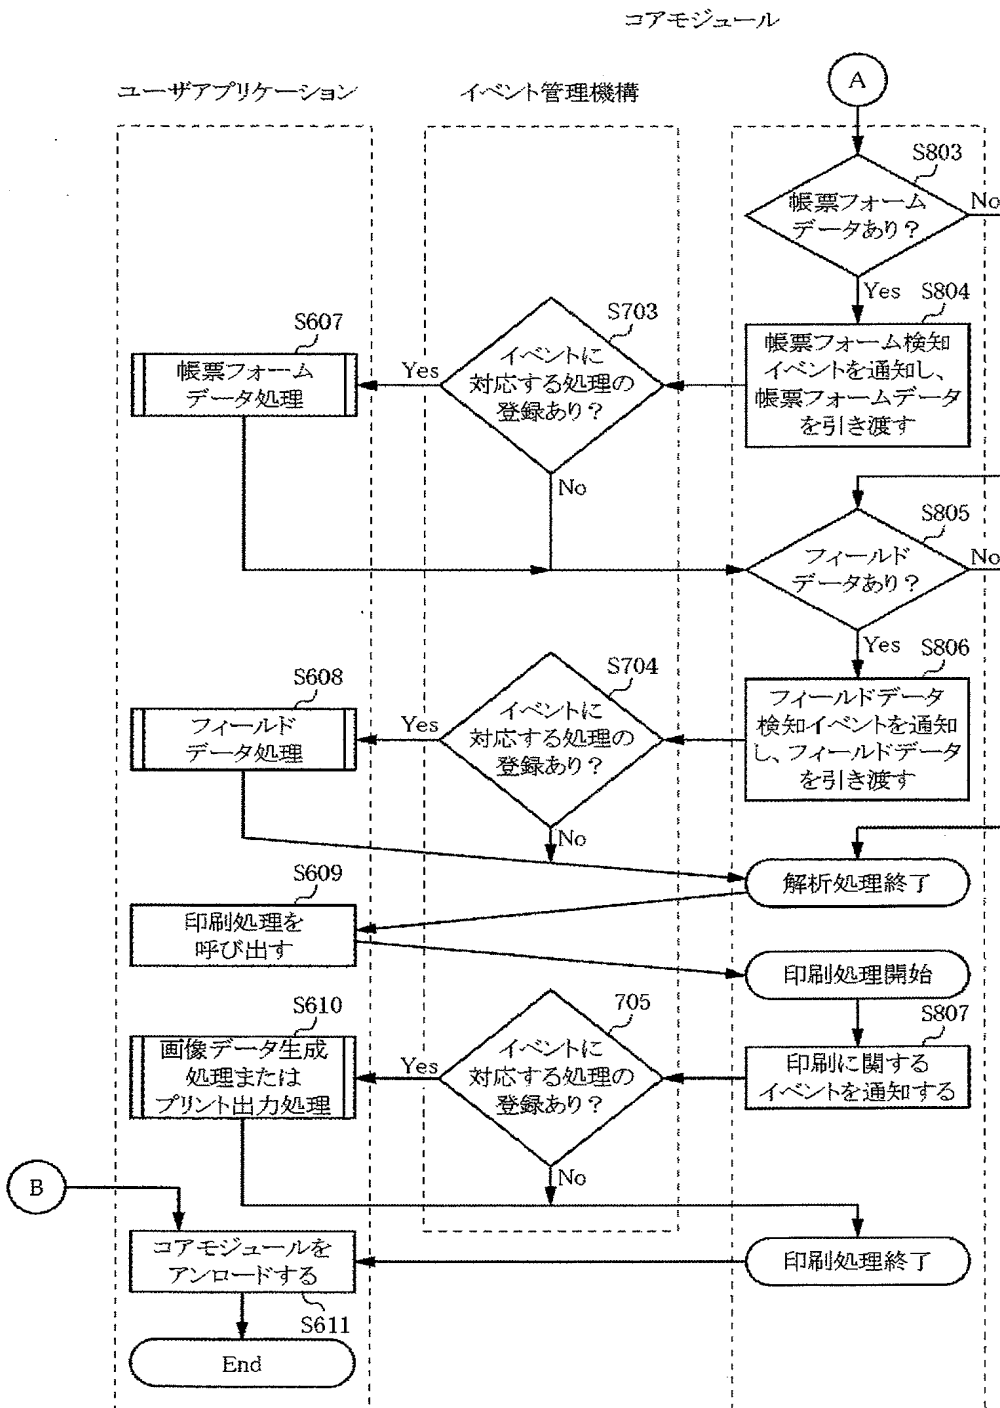 コアモジュール
ユーザアプリケーション
イベント管理機構
A
S803
帳票フォーム
データあり？
No
Yes
S804
帳票フォーム検知
イベントを通知し、
帳票フォームデータ
を引き渡す
S703
イベントに
対応する処理の
登録あり？
Yes
No
S607
帳票フォーム
データ処理
S805
フィールド
データあり？
No
Yes
S806
フィールドデータ
検知イベントを通知
し、フィールドデータ
を引き渡す
S704
イベントに
対応する処理の
登録あり？
Yes
No
S608
フィールド
データ処理
解析処理終了
S609
印刷処理を
呼び出す
印刷処理開始
S807
印刷に関する
イベントを通知する
705
イベントに
対応する処理の
登録あり？
Yes
No
S610
画像データ生成
処理または
プリント出力処理
B
印刷処理終了
コアモジュールを
アンロードする
S611
End